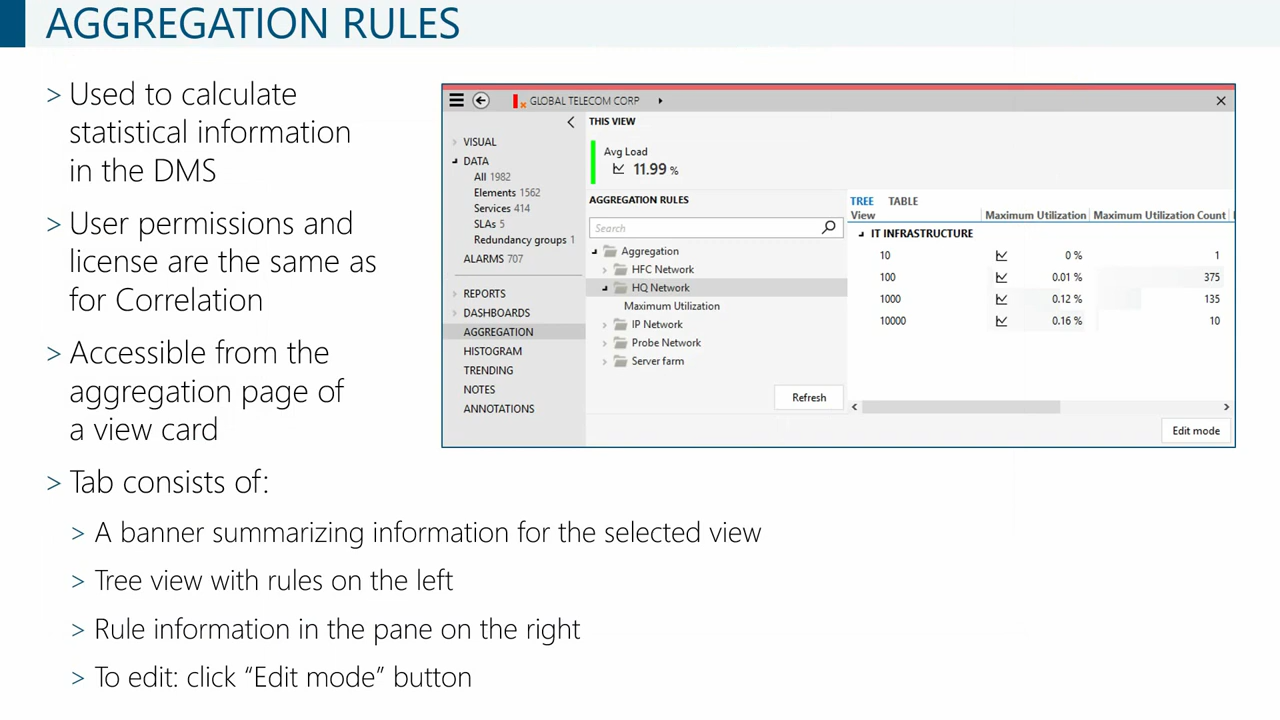 AGGREGATION RULES
> Used to calculate
statistical information
in the DMS
> User permissions and
license are the same as
for Correlation
> Accessible from the
aggregation page of
a view card
> Tab consists of:
> A banner summarizing information for the selected view
> Tree view with rules on the left
> Rule information in the pane on the right
> To edit: click “Edit mode” button
GLOBAL TELECOM CORP
VISUAL
DATA
All 1982
Elements 1562
Services 414
SLAs 5
Redundancy groups 1
ALARMS 707
REPORTS
DASHBOARDS
AGGREGATION
HISTOGRAM
TRENDING
NOTES
ANNOTATIONS
THIS VIEW
Avg Load
11.99 %
AGGREGATION RULES
Search
Aggregation
HFC Network
HQ Network
Maximum Utilization
IP Network
Probe Network
Server farm
Refresh
TREE TABLE
View Maximum Utilization Maximum Utilization Count
IT INFRASTRUCTURE
10 0 % 1
100 0.01 % 375
1000 0.12 % 135
10000 0.16 % 10
Edit mode